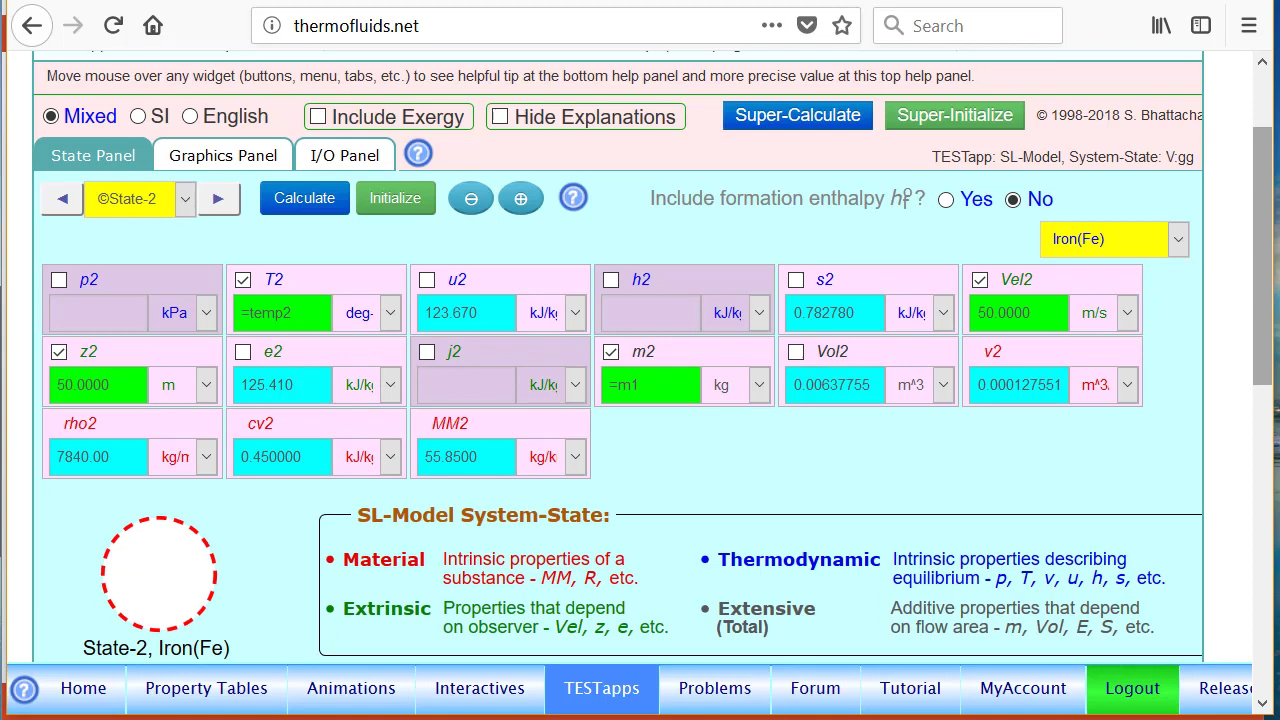 thermofluids.net
Search
Move mouse over any widget (buttons, menu, tabs, etc.) to see helpful tip at the bottom help panel and more precise value at this top help panel.
Mixed SI English Include Exergy Hide Explanations Super-Calculate Super-Initialize © 1998-2018 S. Bhattacha
State Panel Graphics Panel I/O Panel ? TESTapp: SL-Model, System-State: V:gg
©State-2 Calculate Initialize ? Include formation enthalpy hf°? Yes No
Iron(Fe)
p2 T2 u2 h2 s2 Vel2
kPa =temp2 deg- 123.670 kJ/kg kJ/kg 0.782780 kJ/kg 50.0000 m/s
z2 e2 j2 m2 Vol2 v2
50.0000 m 125.410 kJ/kg kJ/kg =m1 kg 0.00637755 m^3 0.000127551 m^3/
rho2 cv2 MM2
7840.00 kg/m 0.450000 kJ/kg 55.8500 kg/k
SL-Model System-State:
• Material Intrinsic properties of a substance - MM, R, etc.
• Thermodynamic Intrinsic properties describing equilibrium - p, T, v, u, h, s, etc.
• Extrinsic Properties that depend on observer - Vel, z, e, etc.
• Extensive (Total) Additive properties that depend on flow area - m, Vol, E, S, etc.
State-2, Iron(Fe)
? Home Property Tables Animations Interactives TESTapps Problems Forum Tutorial MyAccount Logout Release